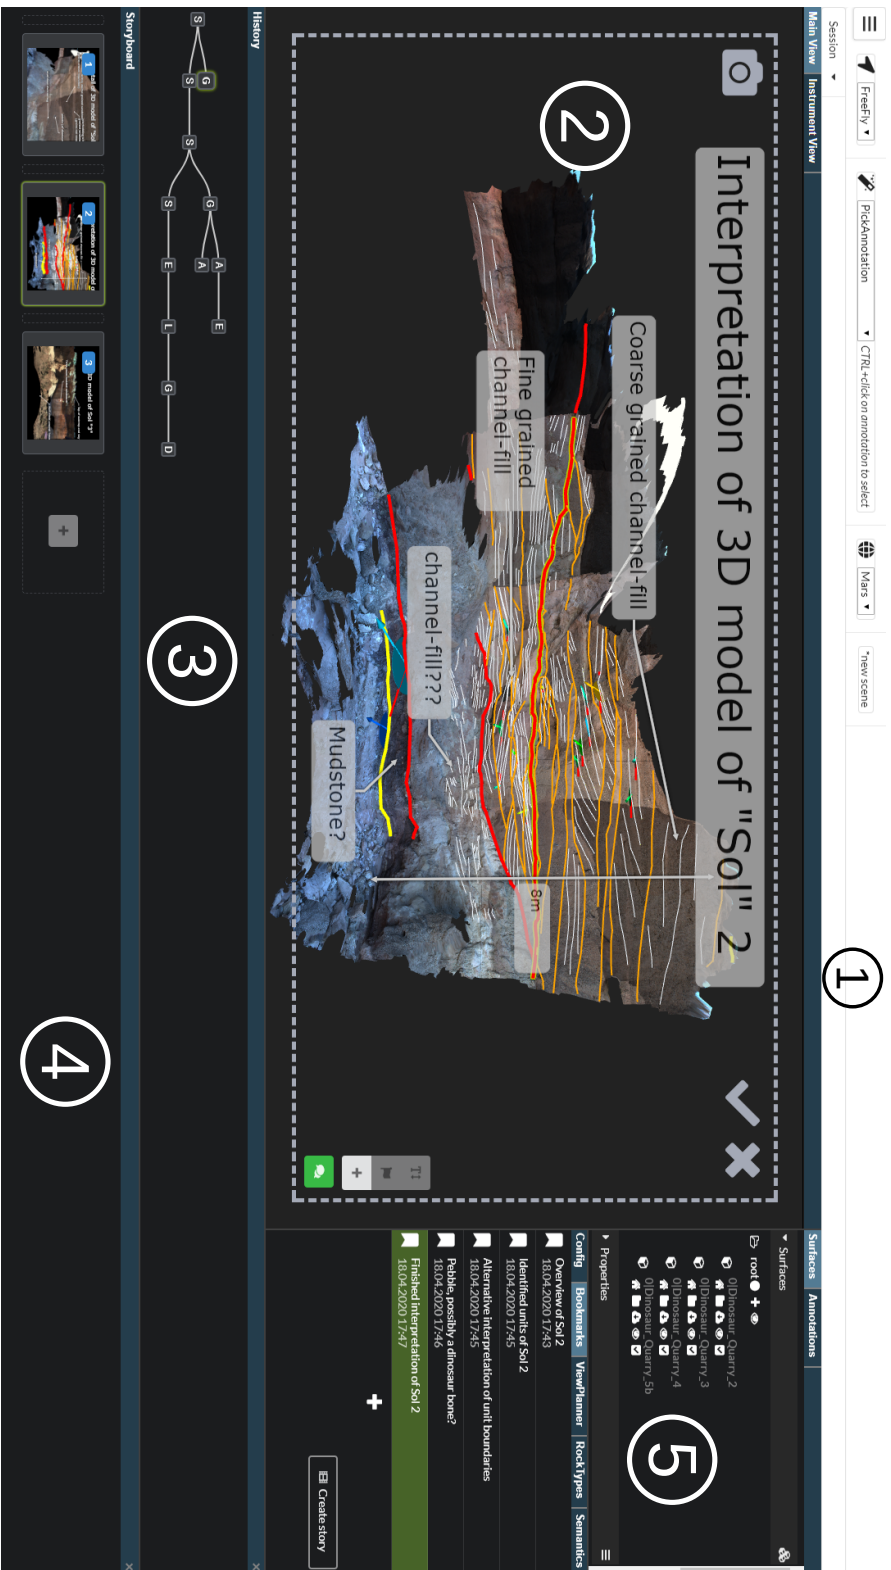 FreeFly
PickAnnotation
CTRL+click on annotation to select
Mars
*new scene
Session
1
Main View
Instrument View
2
Interpretation of 3D model of "Sol" 2
Coarse grained channel-fill
Fine grained
channel-fill
channel-fill???
Mudstone?
8m
History
S
G
S
S
S
G
E
A
A
L
E
G
D
3
Storyboard
1
2
3
4
Surfaces
Annotations
Surfaces
root
0|Dinosaur_Quarry_2
0|Dinosaur_Quarry_3
0|Dinosaur_Quarry_4
0|Dinosaur_Quarry_5b
5
Properties
Config
Bookmarks
ViewPlanner
RockTypes
Semantics
Overview of Sol 2
18.04.2020 17:43
Identified units of Sol 2
18.04.2020 17:45
Alternative interpretation of unit boundaries
18.04.2020 17:45
Pebble, possibly a dinosaur bone?
18.04.2020 17:46
Finished interpretation of Sol 2
18.04.2020 17:47
Create story